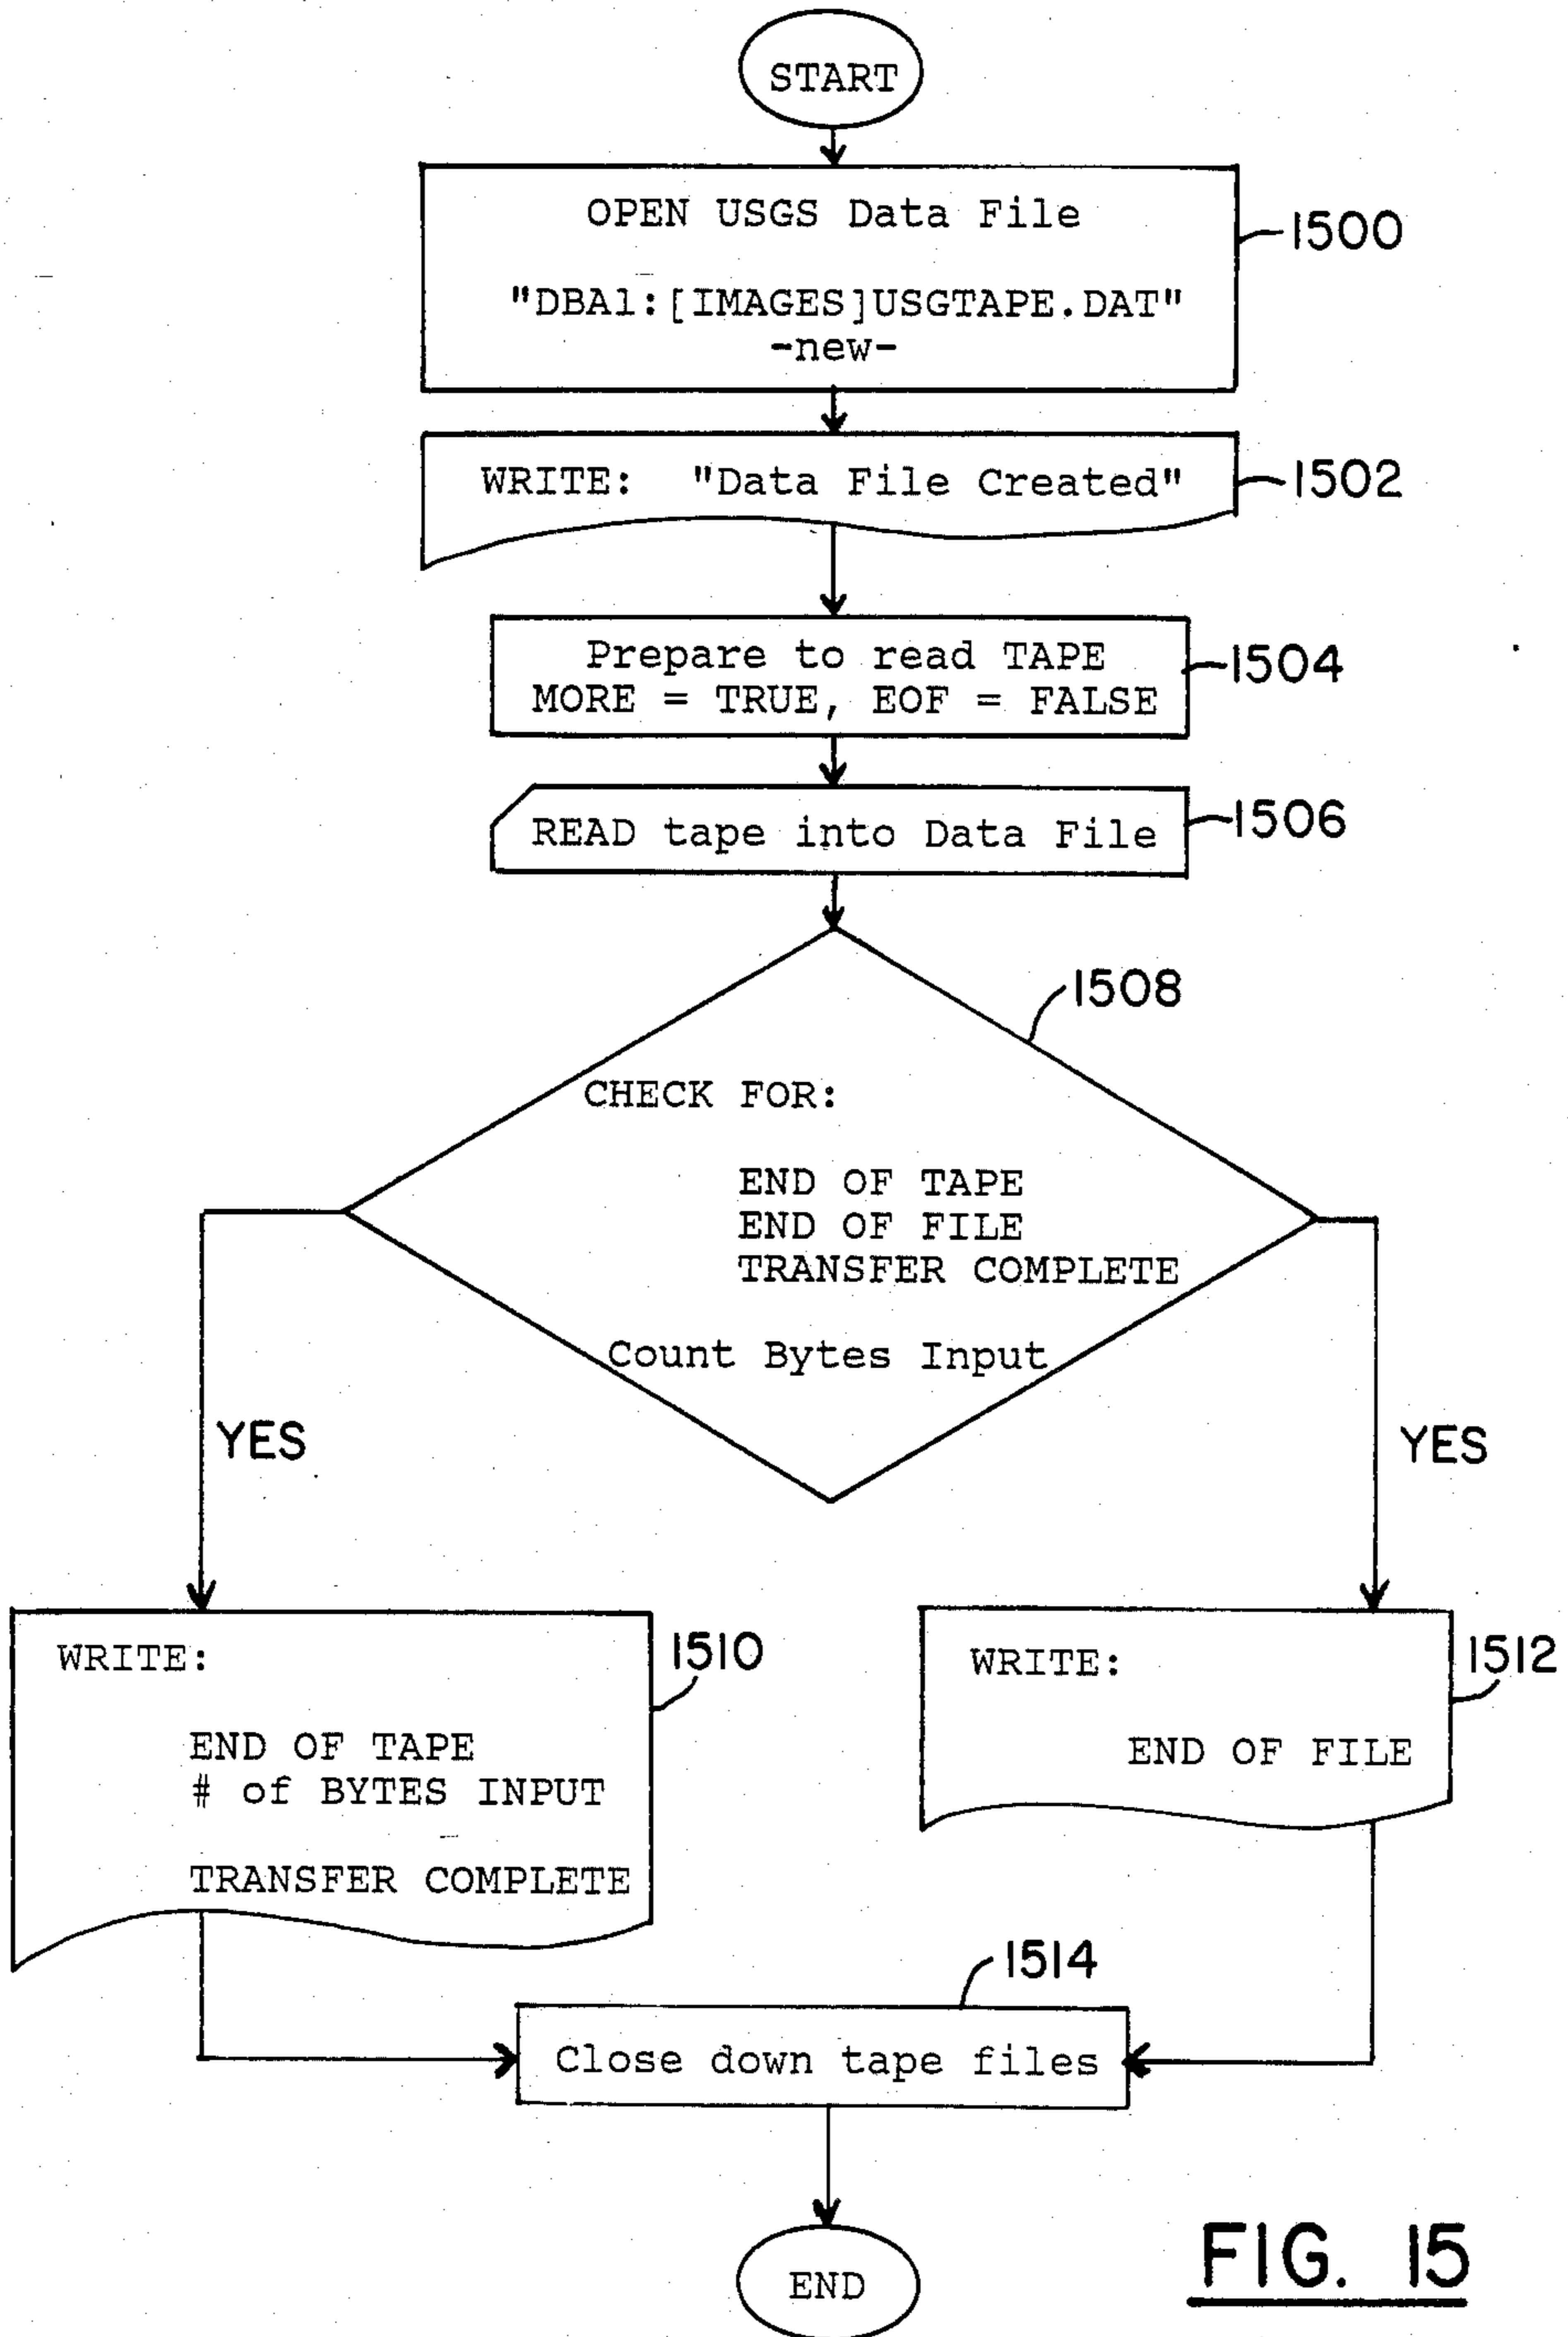 START
OPEN USGS Data File
1500
"DBA1:[IMAGES]USGTAPE.DAT"
-new-
WRITE: "Data File Created"
1502
Prepare to read TAPE
1504
MORE = TRUE, EOF = FALSE
READ tape into Data File
1506
1508
CHECK FOR:
END OF TAPE
END OF FILE
TRANSFER COMPLETE
Count Bytes Input
YES
YES
WRITE:
1510
END OF TAPE
# of BYTES INPUT
TRANSFER COMPLETE
WRITE:
1512
END OF FILE
1514
Close down tape files
END
FIG. 15